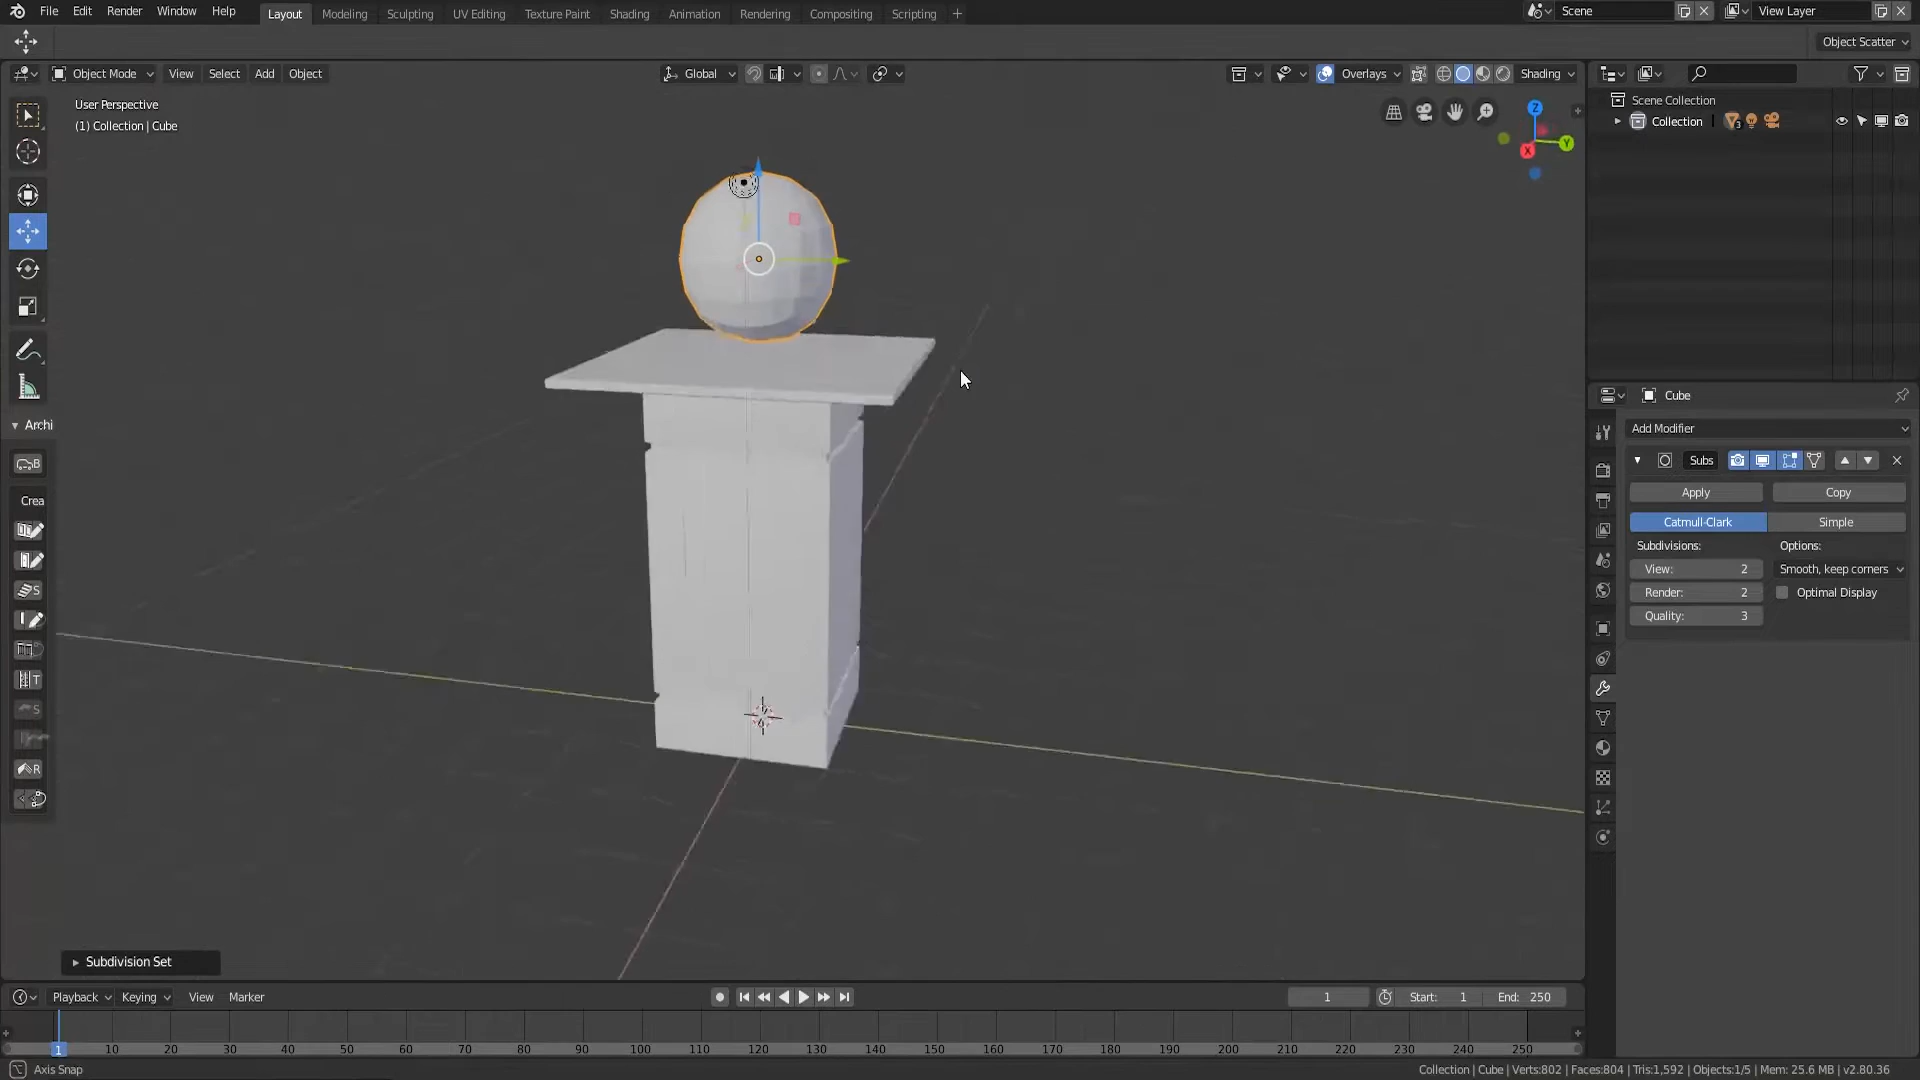 File Edit Render Window Help Layout Modeling Sculpting UV Editing Texture Paint Shading Animation Rendering Compositing Scripting + Scene View Layer
Object Scatter
Object Mode View Select Add Object Global Overlays Shading
User Perspective
(1) Collection | Cube
Z
Y
X
Scene Collection
Collection
3
Cube
Add Modifier
Subs
Apply Copy
Catmull-Clark Simple
Subdivisions: Options:
View: 2 Smooth, keep corners
Render: 2 Optimal Display
Quality: 3
Archi
B
Crea
S
T
S
R
Subdivision Set
Playback Keying View Marker 1 Start: 1 End: 250
1 10 20 30 40 50 60 70 80 90 100 110 120 130 140 150 160 170 180 190 200 210 220 230 240 250
Axis Snap Collection | Cube | Verts:802 | Faces:804 | Tris:1,592 | Objects:1/5 | Mem: 25.6 MB | v2.80.36